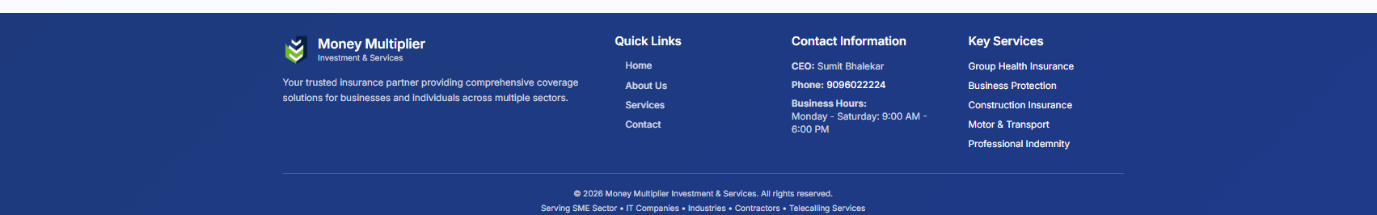 Money Multiplier
Investment & Services
Your trusted insurance partner providing comprehensive coverage
solutions for businesses and individuals across multiple sectors.
Quick Links
Home
About Us
Services
Contact
Contact Information
CEO: Sumit Bhalekar
Phone: 9096022224
Business Hours:
Monday - Saturday: 9:00 AM -
6:00 PM
Key Services
Group Health Insurance
Business Protection
Construction Insurance
Motor & Transport
Professional Indemnity
© 2026 Money Multiplier Investment & Services. All rights reserved.
Serving SME Sector • IT Companies • Industries • Contractors • Telecalling Services